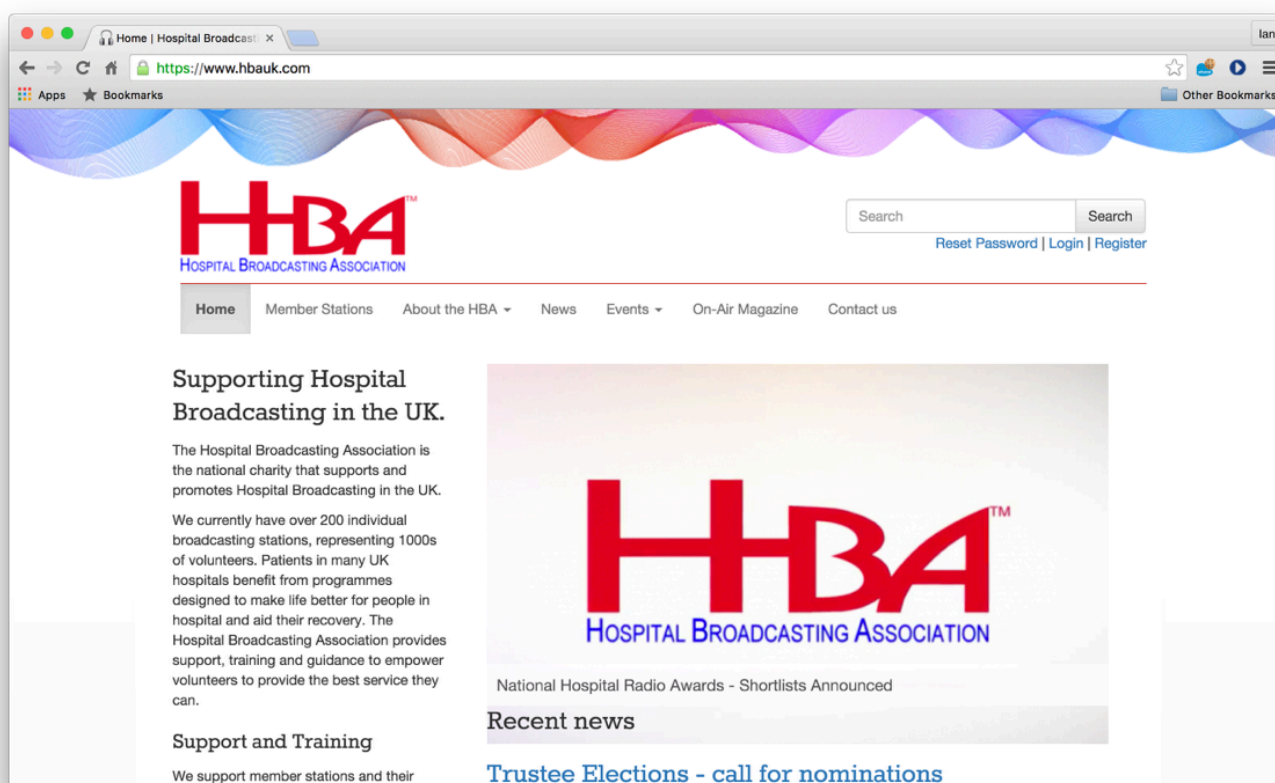 Home | Hospital Broadcast
Ian
https://www.hbauk.com
Apps Bookmarks
Other Bookmarks
HBA™
HOSPITAL BROADCASTING ASSOCIATION
Search Search
Reset Password | Login | Register
Home Member Stations About the HBA News Events On-Air Magazine Contact us
Supporting Hospital
Broadcasting in the UK.
The Hospital Broadcasting Association is
the national charity that supports and
promotes Hospital Broadcasting in the UK.
We currently have over 200 individual
broadcasting stations, representing 1000s
of volunteers. Patients in many UK
hospitals benefit from programmes
designed to make life better for people in
hospital and aid their recovery. The
Hospital Broadcasting Association provides
support, training and guidance to empower
volunteers to provide the best service they
can.
Support and Training
We support member stations and their
HBA™
HOSPITAL BROADCASTING ASSOCIATION
National Hospital Radio Awards - Shortlists Announced
Recent news
Trustee Elections - call for nominations